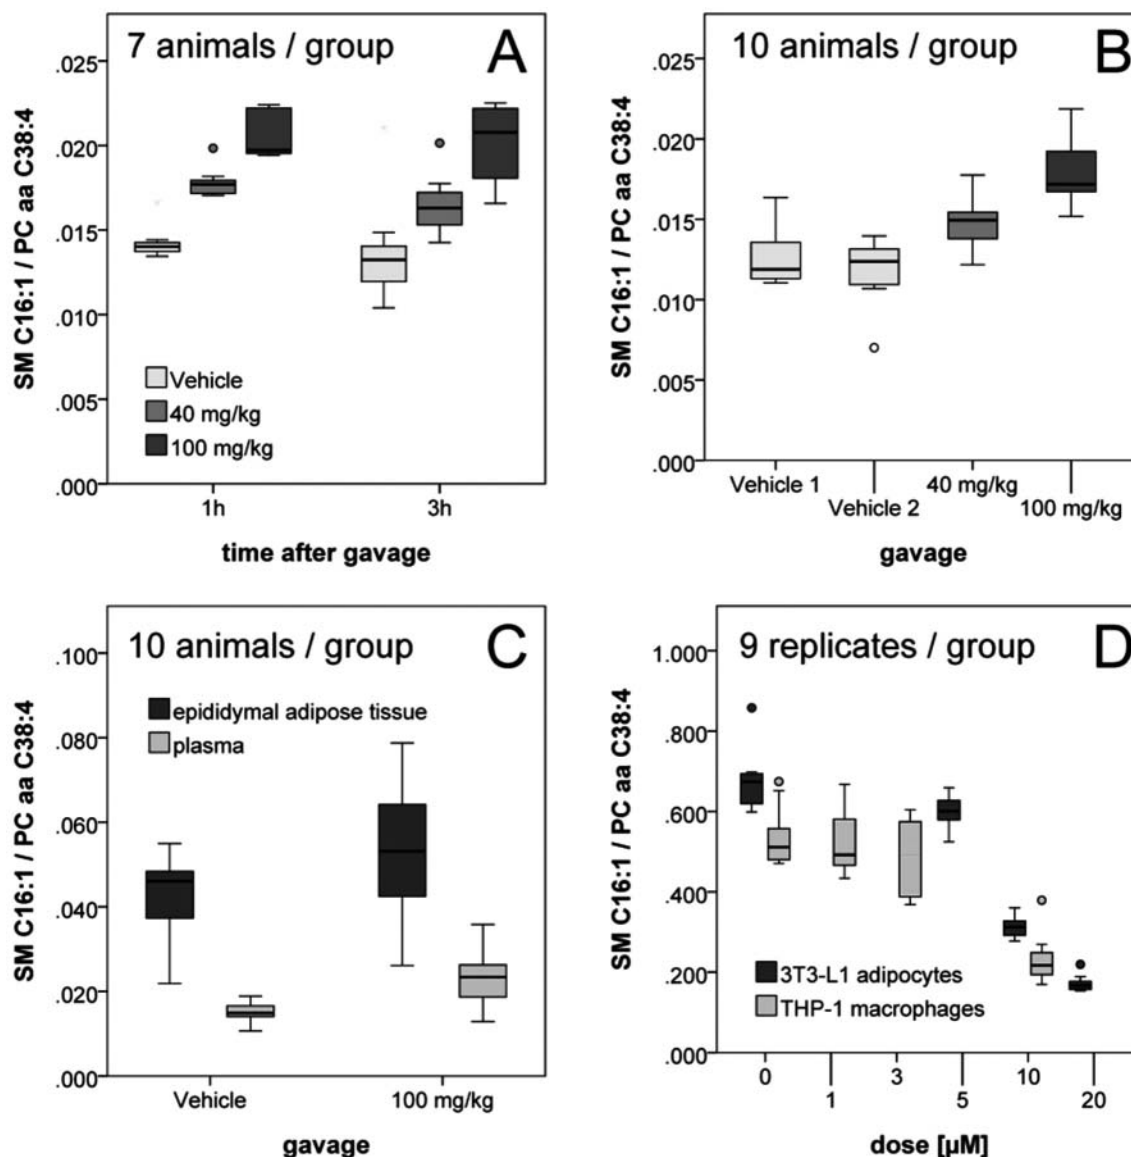 7 animals / group A
SM C16:1 / PC aa C38:4
.025
.020
.015
.010
.005
.000
Vehicle
40 mg/kg
100 mg/kg
1h 3h
time after gavage
10 animals / group B
SM C16:1 / PC aa C38:4
.025
.020
.015
.010
.005
.000
Vehicle 1 40 mg/kg
Vehicle 2 100 mg/kg
gavage
10 animals / group C
SM C16:1 / PC aa C38:4
.100
.080
.060
.040
.020
.000
epididymal adipose tissue
plasma
Vehicle 100 mg/kg
gavage
9 replicates / group D
SM C16:1 / PC aa C38:4
1.000
.800
.600
.400
.200
.000
3T3-L1 adipocytes
THP-1 macrophages
0 3 10
1 5 20
dose [µM]